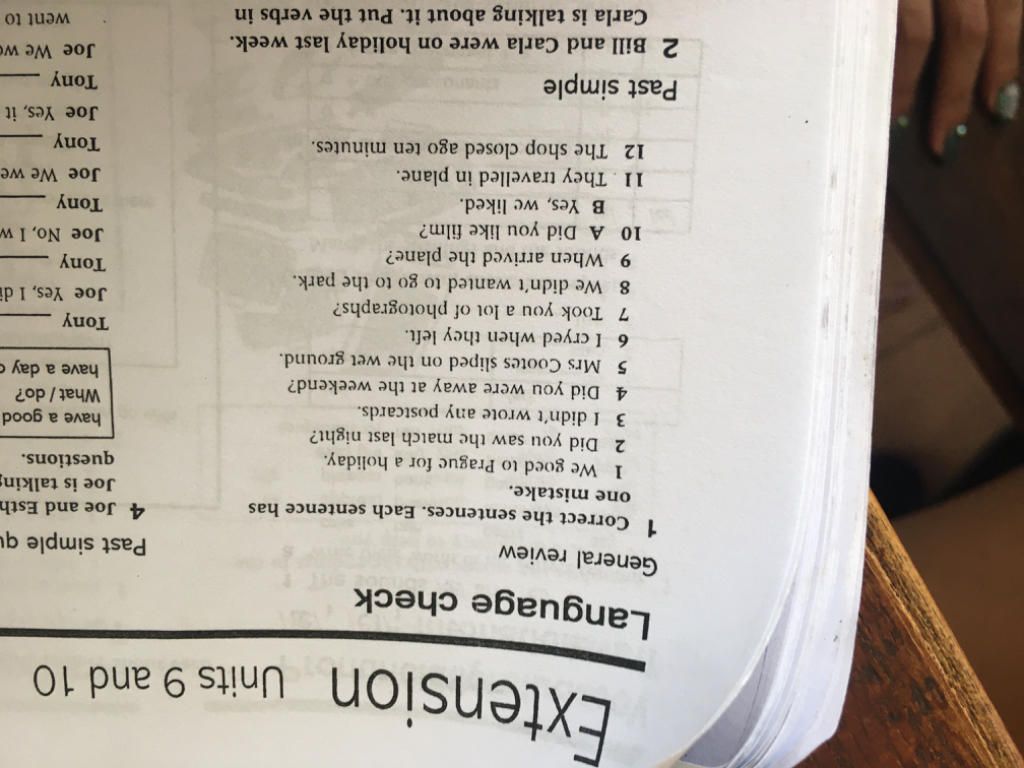 Extension Units 9 and 10
Language check
General review
1 Correct the sentences. Each sentence has
one mistake.
1 We goed to Prague for a holiday.
2 Did you saw the match last night?
3 I didn't wrote any postcards.
4 Did you were away at the weekend?
5 Mrs Cootes sliped on the wet ground.
6 I cryed when they left.
7 Took you a lot of photographs?
8 We didn't wanted to go to the park.
9 When arrived the plane?
10 A Did you like film?
B Yes, we liked.
11 They travelled in plane.
12 The shop closed ago ten minutes.
Past simple
2 Bill and Carla were on holiday last week.
Carla is talking about it. Put the verbs in
Past simple
4 Joe and
Joe is
questions.
have a good
What / do?
have a day
Tony
Joe Yes, I
Tony
Joe No, I
Tony
Joe We
Tony
Joe Yes, it
Tony
Joe We
went to